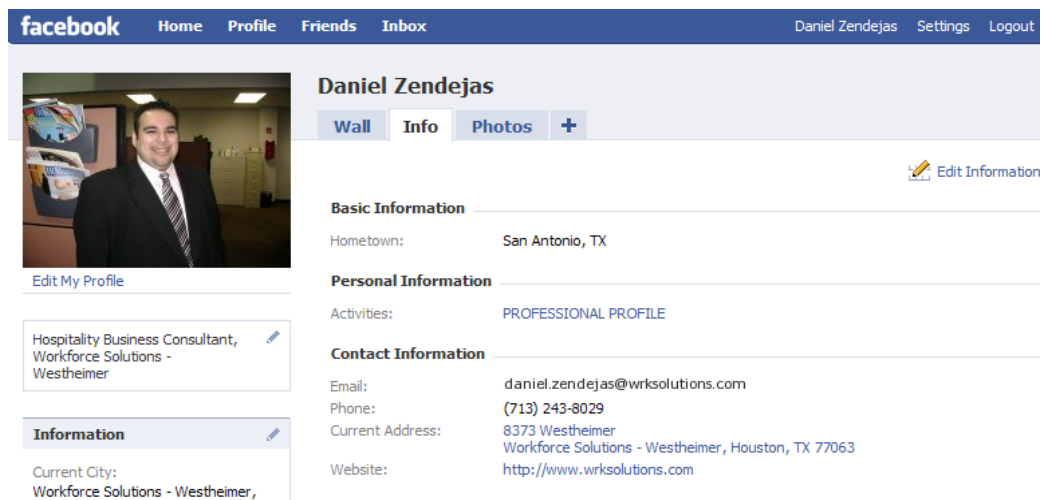 facebook Home Profile Friends Inbox Daniel Zendejas Settings Logout
Daniel Zendejas
Wall Info Photos +
Edit Information
Basic Information
Hometown: San Antonio, TX
Personal Information
Activities: PROFESSIONAL PROFILE
Contact Information
Email: daniel.zendejas@wrksolutions.com
Phone: (713) 243-8029
Current Address: 8373 Westheimer
Workforce Solutions - Westheimer, Houston, TX 77063
Website: http://www.wrksolutions.com
Edit My Profile
Hospitality Business Consultant,
Workforce Solutions -
Westheimer
Information
Current City:
Workforce Solutions - Westheimer,